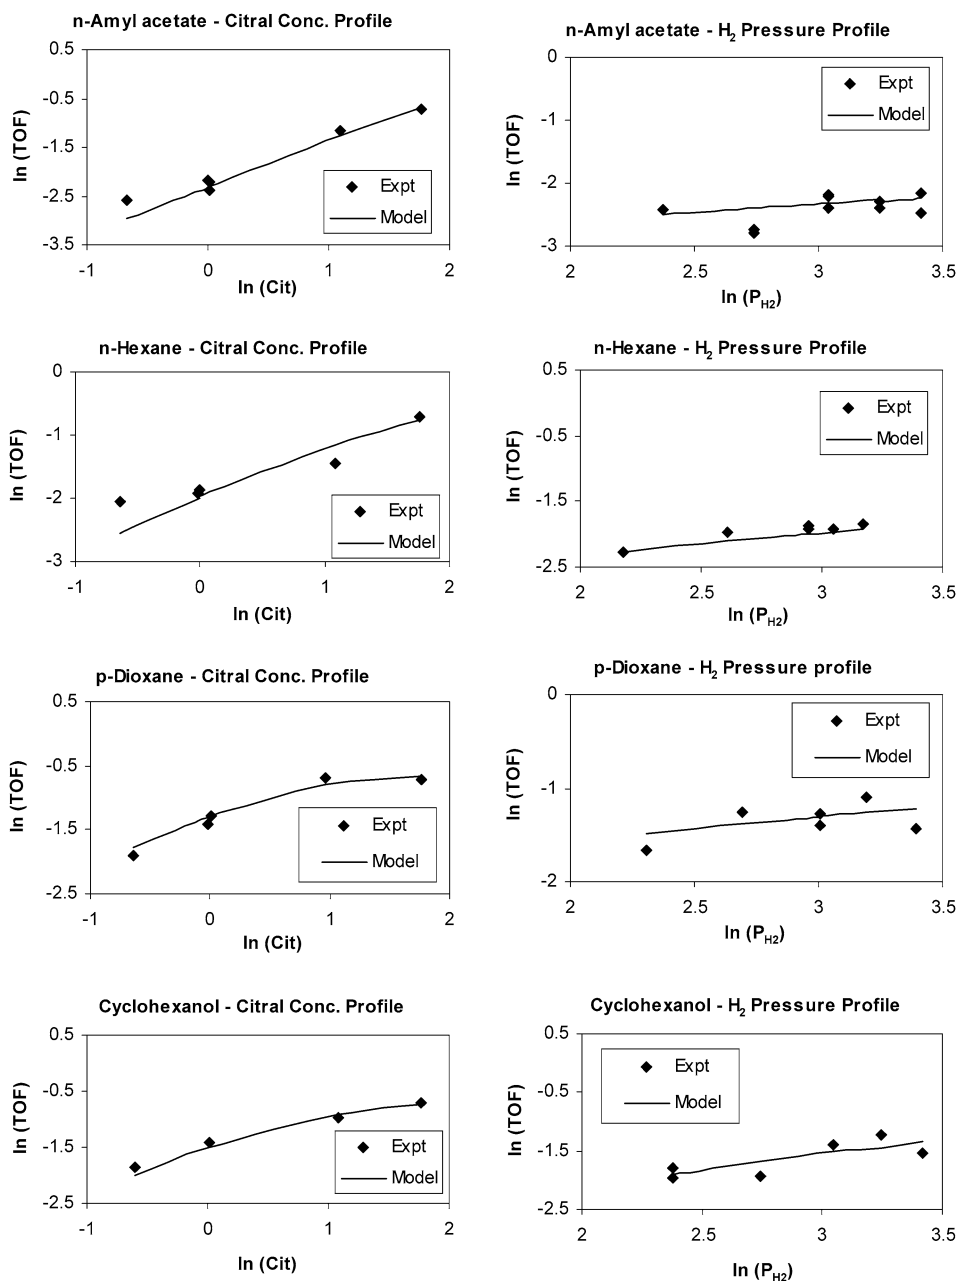 n-Amyl acetate - Citral Conc. Profile
0.5
-0.5
-1.5
-2.5
-3.5
-1
0
1
2
ln (TOF)
ln (Cit)
Expt
Model
n-Amyl acetate - H2 Pressure Profile
0
-1
-2
-3
2
2.5
3
3.5
ln (TOF)
ln (PH2)
Expt
Model
n-Hexane - Citral Conc. Profile
0
-1
-2
-3
-1
0
1
2
ln (TOF)
ln (Cit)
Expt
Model
n-Hexane - H2 Pressure Profile
0.5
-0.5
-1.5
-2.5
2
2.5
3
3.5
ln (TOF)
ln (PH2)
Expt
Model
p-Dioxane - Citral Conc. Profile
0.5
-0.5
-1.5
-2.5
-1
0
1
2
ln (TOF)
ln (Cit)
Expt
Model
p-Dioxane - H2 Pressure profile
0
-1
-2
2
2.5
3
3.5
ln (TOF)
ln (PH2)
Expt
Model
Cyclohexanol - Citral Conc. Profile
0.5
-0.5
-1.5
-2.5
-1
0
1
2
ln (TOF)
ln (Cit)
Expt
Model
Cyclohexanol - H2 Pressure Profile
0.5
-0.5
-1.5
-2.5
2
2.5
3
3.5
ln (TOF)
ln (PH2)
Expt
Model